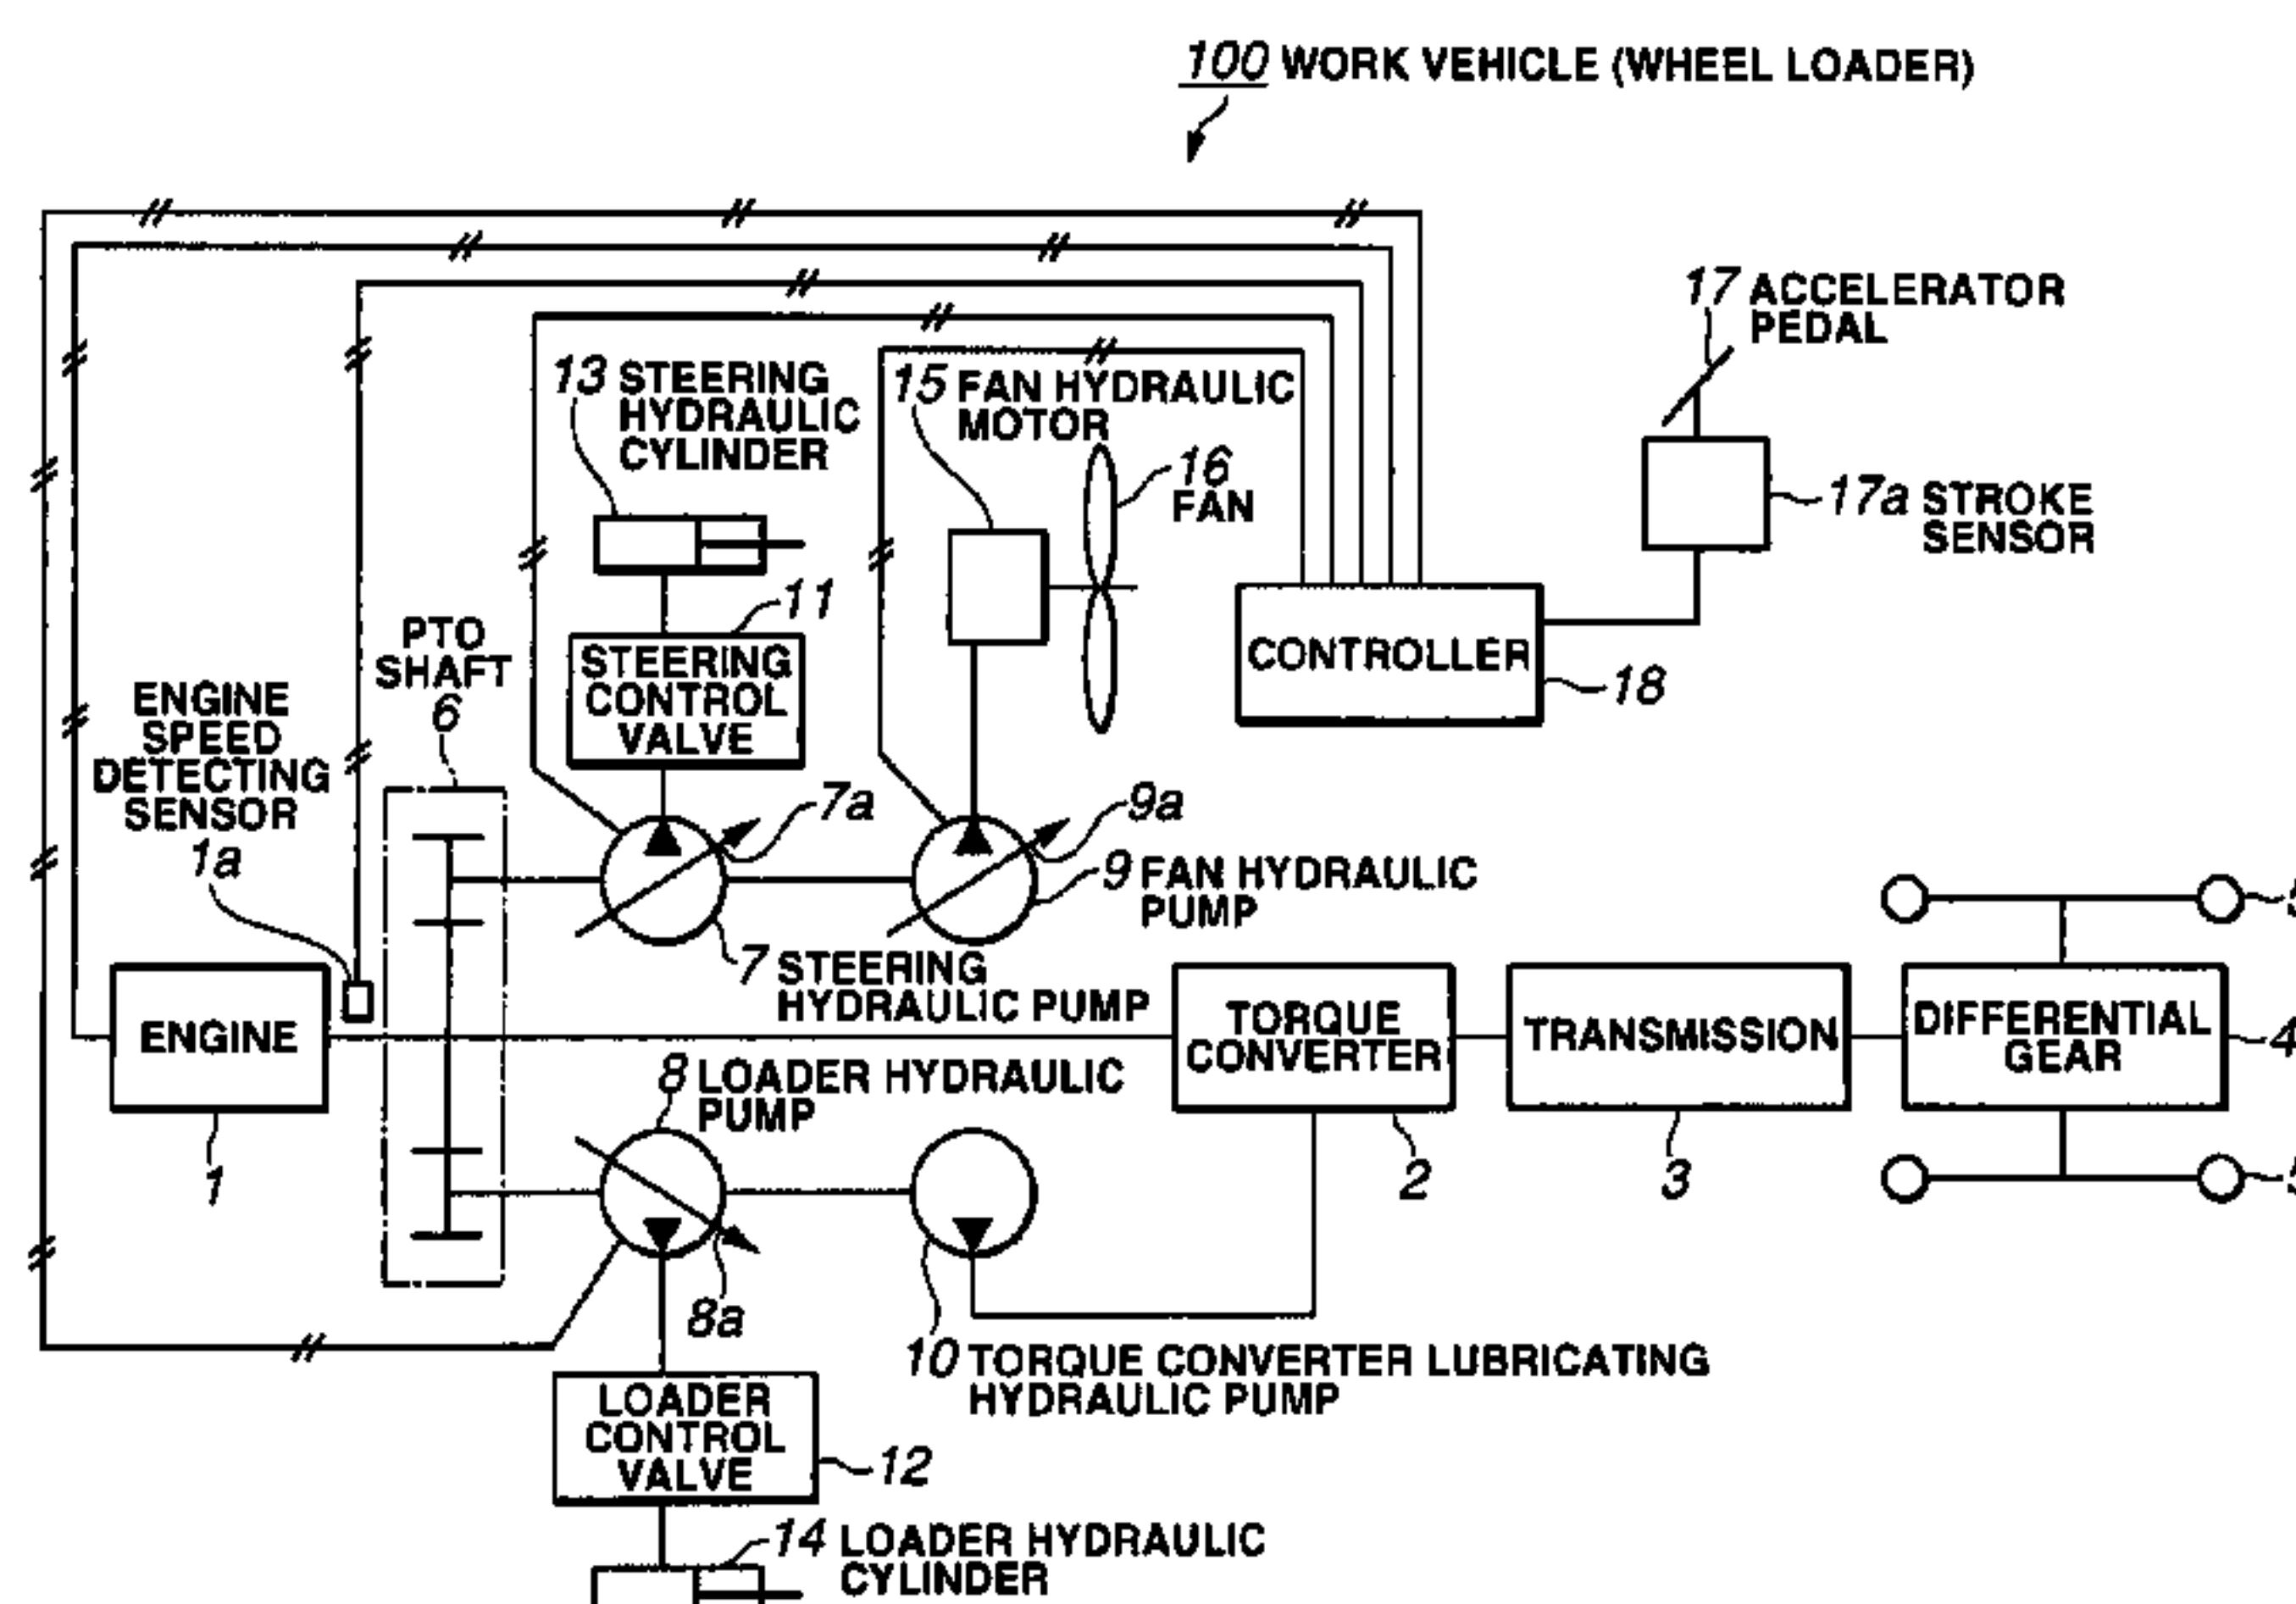 100 WORK VEHICLE (WHEEL LOADER)
17 ACCELERATOR
PEDAL
13 STEERING
HYDRAULIC
CYLINDER
15 FAN HYDRAULIC
MOTOR
16
FAN
17a STROKE
SENSOR
11
STEERING
CONTROL
VALVE
CONTROLLER
18
PTO
SHAFT
6
ENGINE
SPEED
DETECTING
SENSOR
1a
7a
9a
9 FAN HYDRAULIC
PUMP
7 STEERING
HYDRAULIC PUMP
ENGINE
1
TORQUE
CONVERTER
2
TRANSMISSION
3
DIFFERENTIAL
GEAR
4
8 LOADER HYDRAULIC
PUMP
8a
10 TORQUE CONVERTER LUBRICATING
HYDRAULIC PUMP
LOADER
CONTROL
VALVE
12
14 LOADER HYDRAULIC
CYLINDER